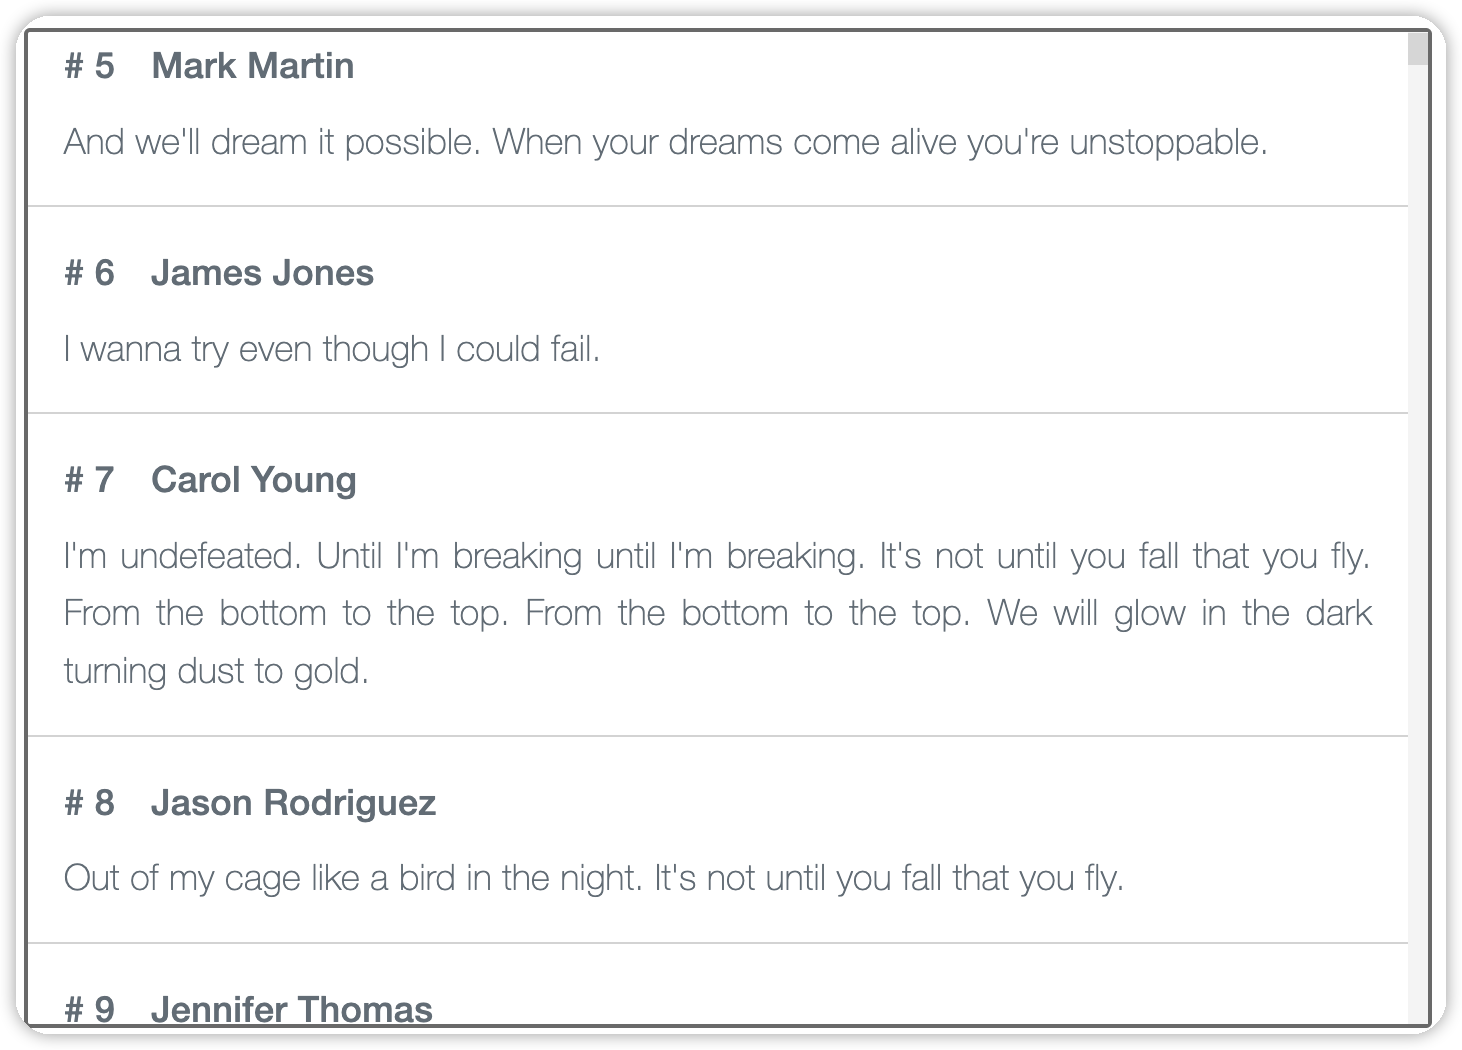 # 5 Mark Martin
And we'll dream it possible. When your dreams come alive you're unstoppable.
# 6 James Jones
I wanna try even though I could fail.
# 7 Carol Young
I'm undefeated. Until I'm breaking until I'm breaking. It's not until you fall that you fly.
From the bottom to the top. From the bottom to the top. We will glow in the dark
turning dust to gold.
# 8 Jason Rodriguez
Out of my cage like a bird in the night. It's not until you fall that you fly.
# 9 Jennifer Thomas